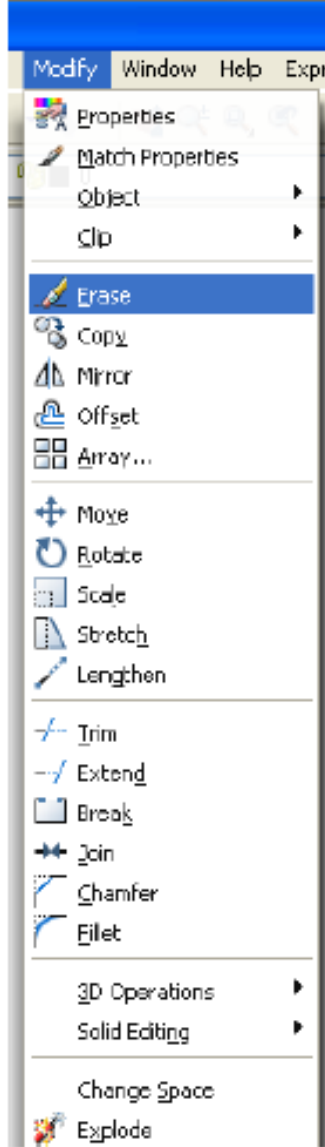 Modify Window Help Expr
Properties
Match Properties
Object
Clip
Erase
Copy
Mirror
Offset
Array...
Move
Rotate
Scale
Stretch
Lengthen
Trim
Extend
Break
Join
Chamfer
Fillet
3D Operations
Solid Editing
Change Space
Explode